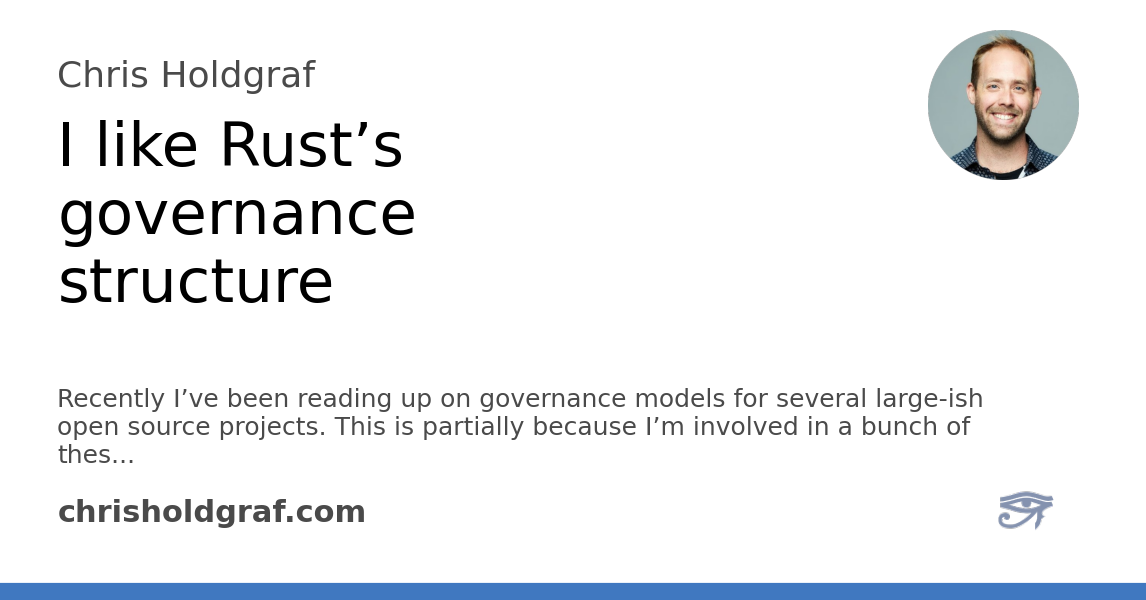 Chris Holdgraf
I like Rust’s
governance
structure
Recently I’ve been reading up on governance models for several large-ish
open source projects. This is partially because I’m involved in a bunch of
thes...
chrisholdgraf.com